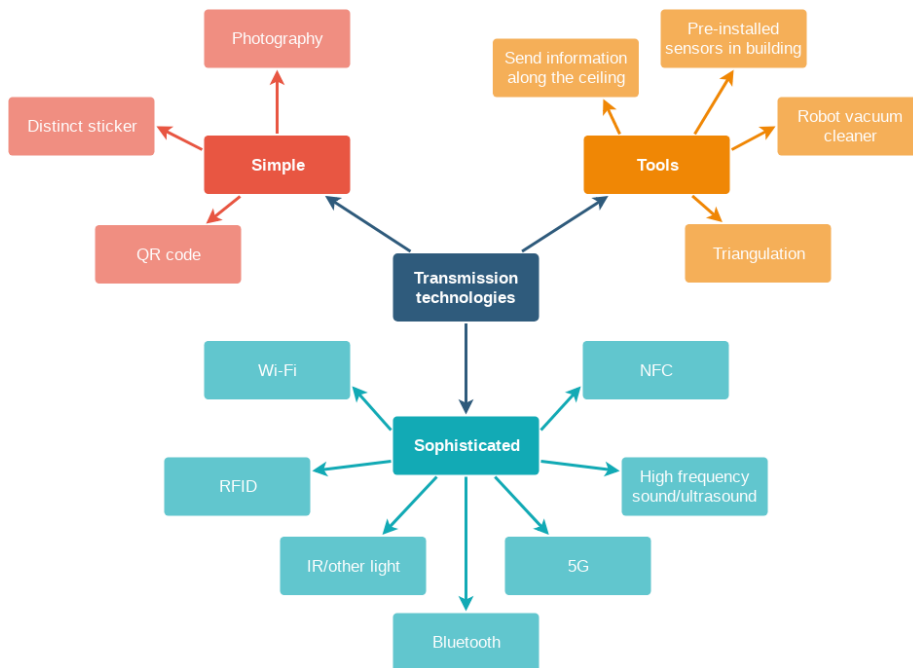 Photography
Pre-installed
sensors in building
Send information
along the ceiling
Distinct sticker
Robot vacuum
cleaner
Simple
Tools
QR code
Triangulation
Transmission
technologies
Wi-Fi
NFC
Sophisticated
RFID
High frequency
sound/ultrasound
IR/other light
5G
Bluetooth